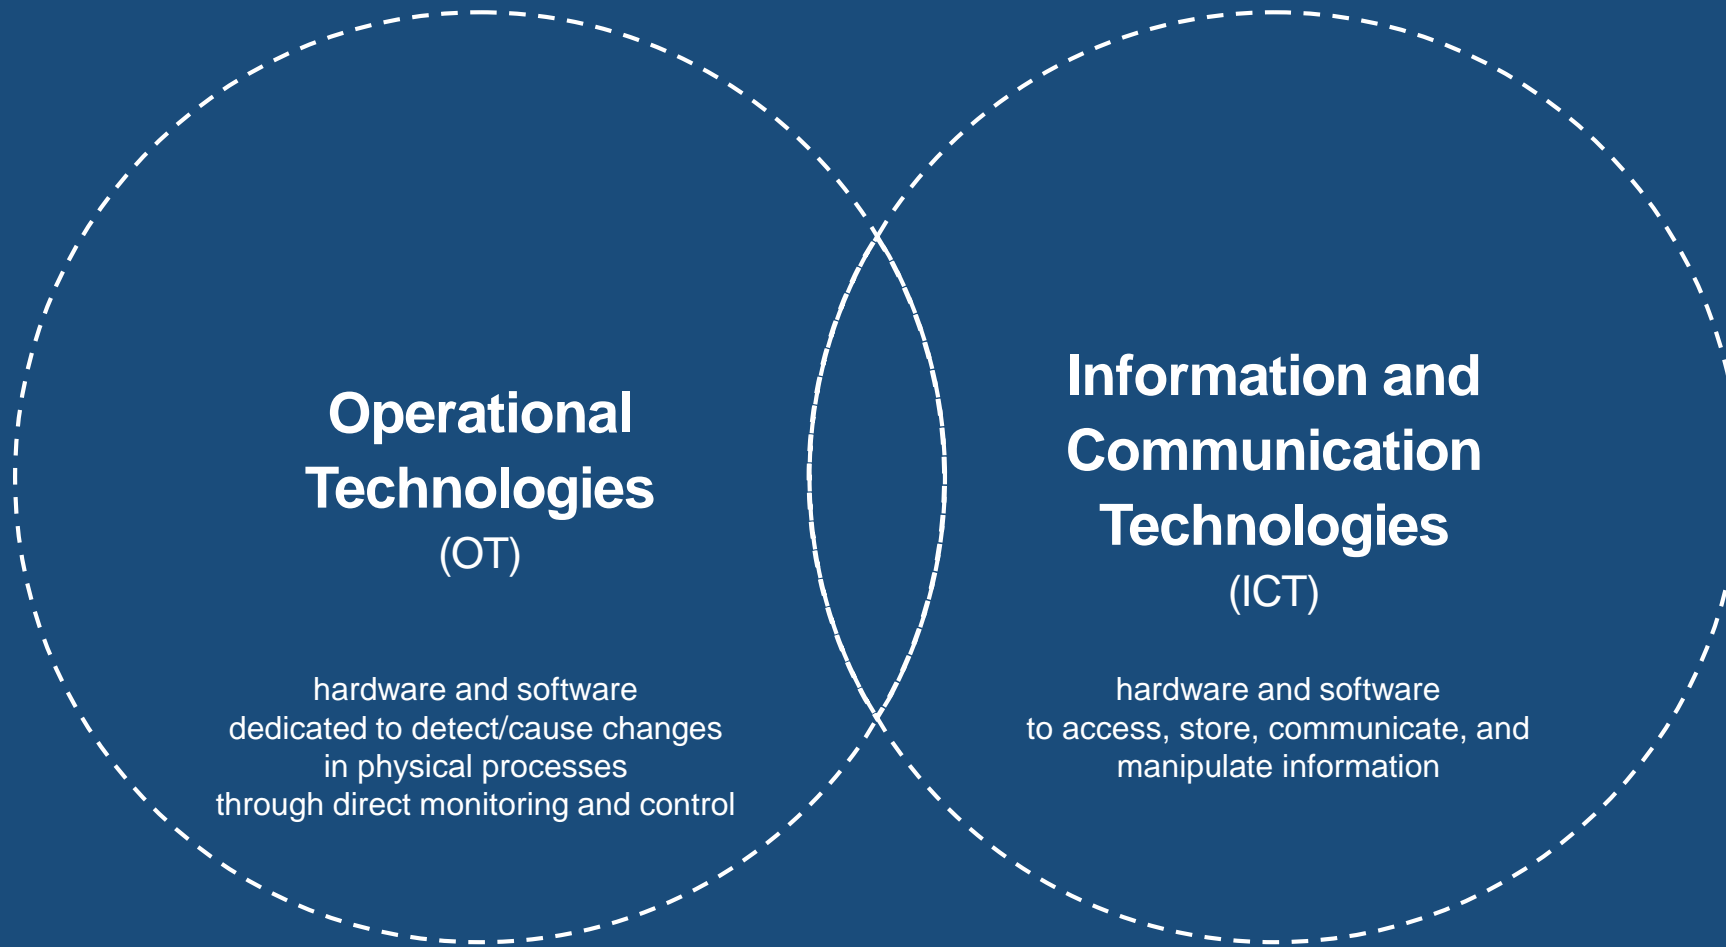 Operational
Technologies
(OT)
hardware and software
dedicated to detect/cause changes
in physical processes
through direct monitoring and control
Information and
Communication
Technologies
(ICT)
hardware and software
to access, store, communicate, and
manipulate information